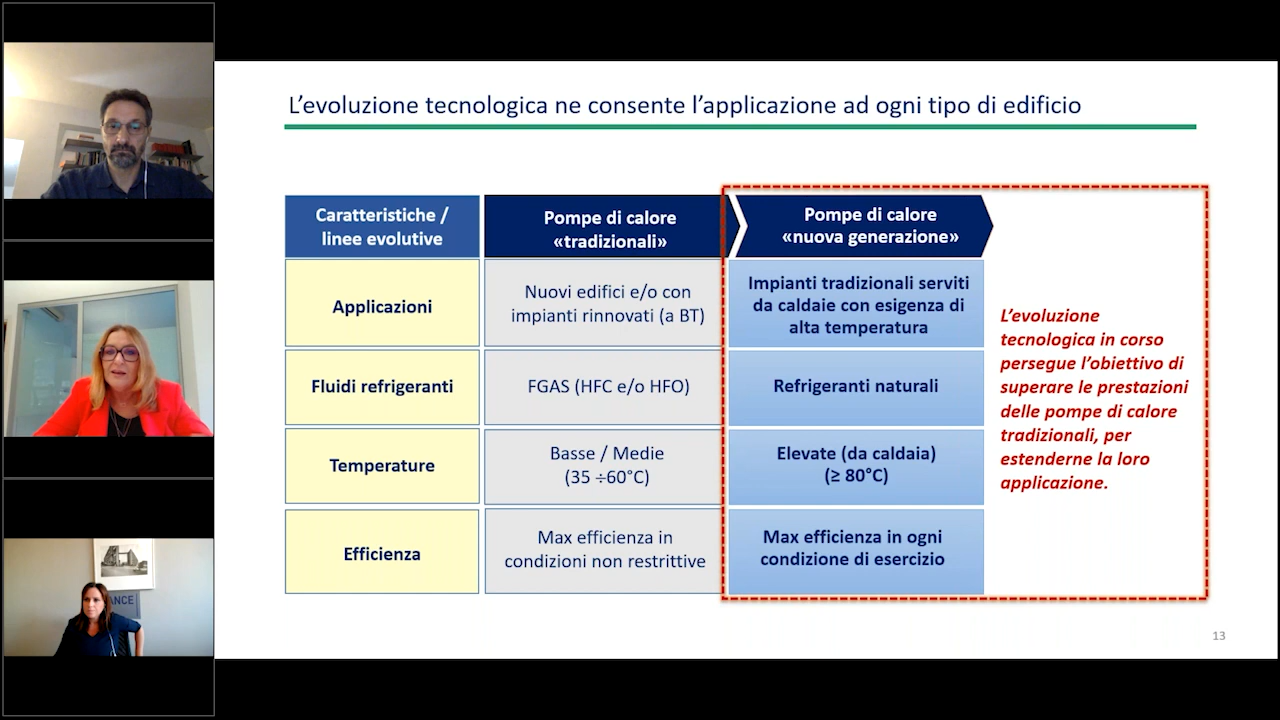 L’evoluzione tecnologica ne consente l’applicazione ad ogni tipo di edificio
Caratteristiche /
linee evolutive
Pompe di calore
«tradizionali»
Pompe di calore
«nuova generazione»
Applicazioni
Nuovi edifici e/o con
impianti rinnovati (a BT)
Impianti tradizionali serviti
da caldaie con esigenza di
alta temperatura
Fluidi refrigeranti
FGAS (HFC e/o HFO)
Refrigeranti naturali
Temperature
Basse / Medie
(35 ÷60°C)
Elevate (da caldaia)
(≥ 80°C)
Efficienza
Max efficienza in
condizioni non restrittive
Max efficienza in ogni
condizione di esercizio
L’evoluzione
tecnologica in corso
persegue l’obiettivo di
superare le prestazioni
delle pompe di calore
tradizionali, per
estenderne la loro
applicazione.
13